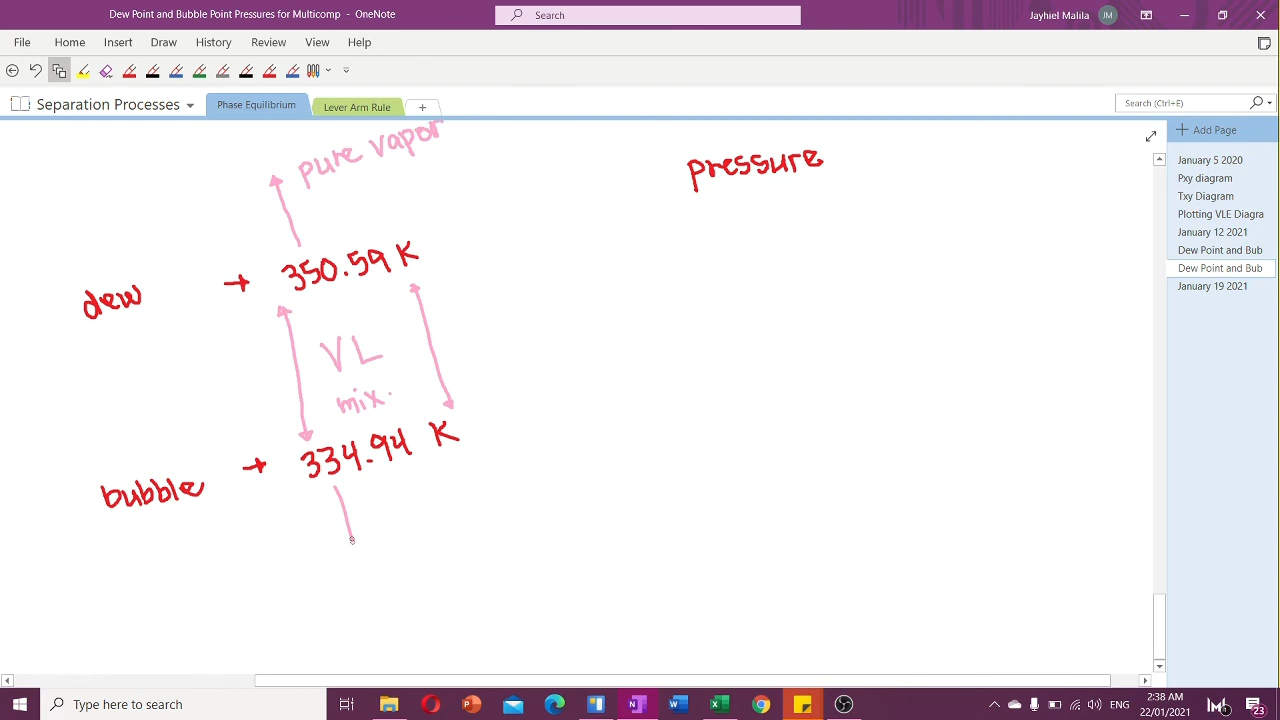 Dew Point and Bubble Point Pressures for Multicomp - OneNote
Search
Jayhiel Malila
JM
File Home Insert Draw History Review View Help
Separation Processes
Phase Equilibrium
Lever Arm Rule
+
Search (Ctrl+E)
Add Page
January 5 2020
Pxy diagram
Txy Diagram
Plotting VLE Diagra
January 12 2021
Dew Point and Bub
Dew Point and Bub
January 19 2021
pure vapor
pressure
dew → 350.59 K
VL
mix.
bubble → 334.94 K
Type here to search
ENG
2:38 AM
22/01/2021
23